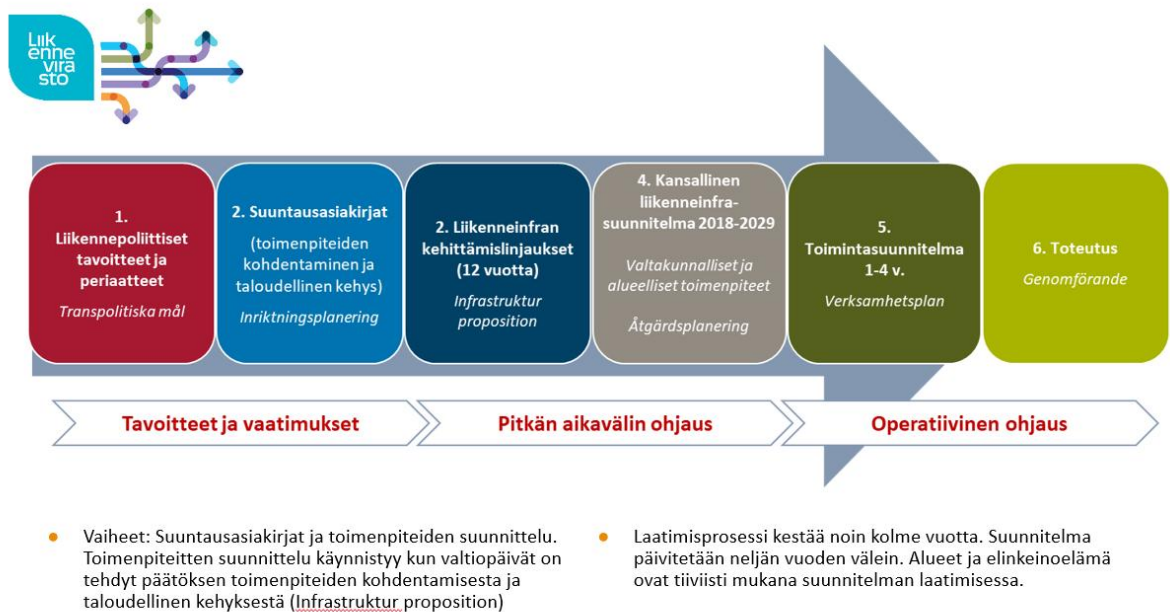 Liik
enne
vira
sto
1.
Liikennepoliittiset
tavoitteet ja
periaatteet
Transpolitiska mål
2. Suuntausasiakirjat
(toimenpiteiden
kohdentaminen ja
taloudellinen kehys)
Inriktningsplanering
2. Liikenneinfran
kehittämislinjaukset
(12 vuotta)
Infrastruktur
proposition
4. Kansallinen
liikenneinfra-
suunnitelma 2018-2029
Valtakunnalliset ja
alueelliset toimenpiteet
Åtgärdsplanering
5.
Toimintasuunnitelma
1-4 v.
Verksamhetsplan
6. Toteutus
Genomförande
Tavoitteet ja vaatimukset
Pitkän aikavälin ohjaus
Operatiivinen ohjaus
• Vaiheet: Suuntausasiakirjat ja toimenpiteiden suunnittelu.
Toimenpiteitten suunnittelu käynnistyy kun valtiopäivät on
tehdyt päätöksen toimenpiteiden kohdentamisesta ja
taloudellinen kehyksestä (Infrastruktur proposition)
• Laatimisprosessi kestää noin kolme vuotta. Suunnitelma
päivitetään neljän vuoden välein. Alueet ja elinkeinoelämä
ovat tiiviisti mukana suunnitelman laatimisessa.